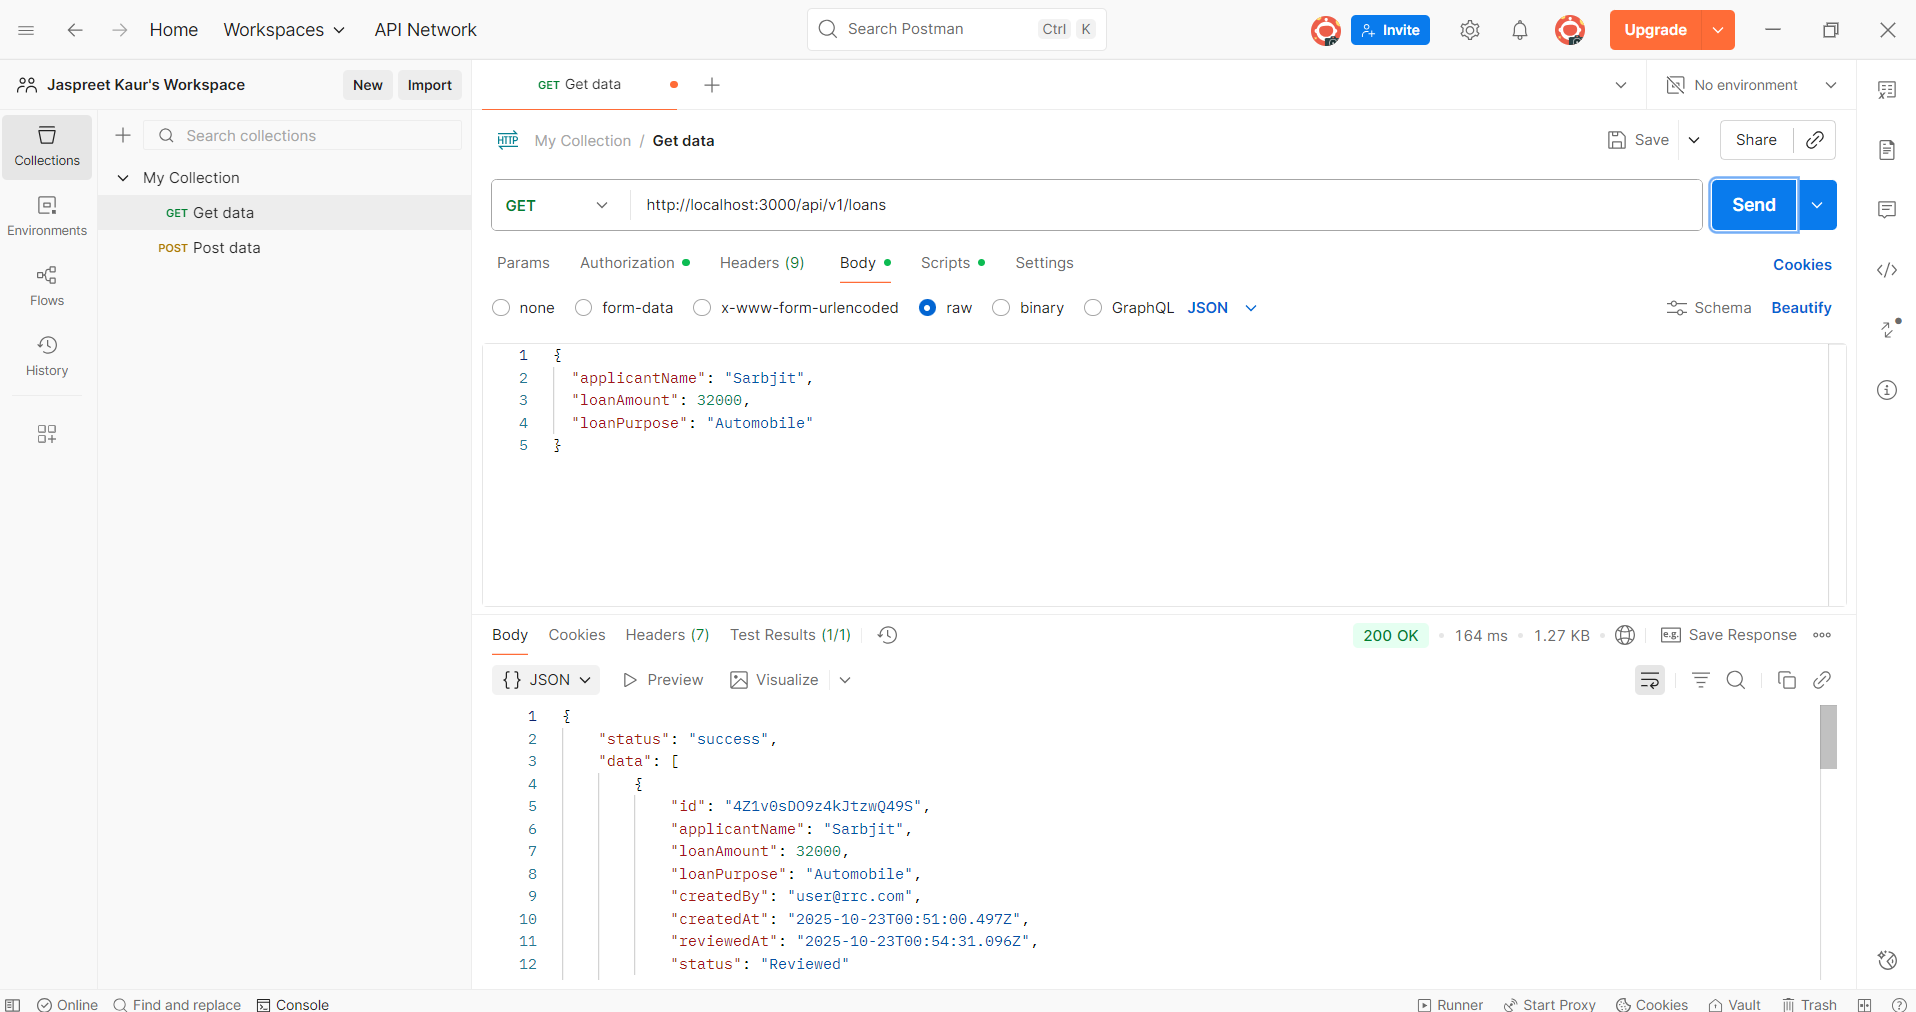 Home Workspaces API Network Search Postman Ctrl K Invite Upgrade
Jaspreet Kaur's Workspace New Import GET Get data No environment
Collections
Environments
Flows
History
Search collections
My Collection
GET Get data
POST Post data
HTTP My Collection / Get data Save Share
GET http://localhost:3000/api/v1/loans Send
Params Authorization Headers (9) Body Scripts Settings Cookies
none form-data x-www-form-urlencoded raw binary GraphQL JSON Schema Beautify
1 {
2 "applicantName": "Sarbjit",
3 "loanAmount": 32000,
4 "loanPurpose": "Automobile"
5 }
Body Cookies Headers (7) Test Results (1/1) 200 OK 164 ms 1.27 KB e.g. Save Response
{} JSON Preview Visualize
1 {
2 "status": "success",
3 "data": [
4 {
5 "id": "4Z1v0sDO9z4kJtzwQ49S",
6 "applicantName": "Sarbjit",
7 "loanAmount": 32000,
8 "loanPurpose": "Automobile",
9 "createdBy": "user@rrc.com",
10 "createdAt": "2025-10-23T00:51:00.497Z",
11 "reviewedAt": "2025-10-23T00:54:31.096Z",
12 "status": "Reviewed"
Online Find and replace Console Runner Start Proxy Cookies Vault Trash